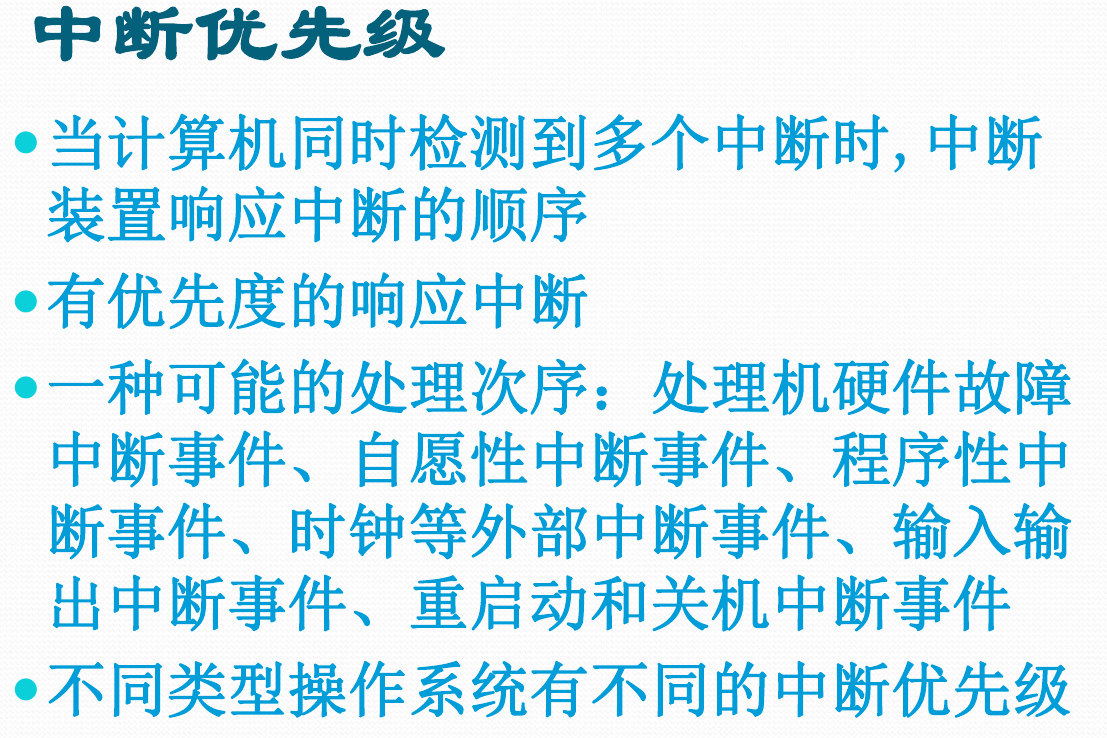 中断优先级
•当计算机同时检测到多个中断时, 中断
装置响应中断的顺序
•有优先度的响应中断
•一种可能的处理次序：处理机硬件故障
中断事件、自愿性中断事件、程序性中
断事件、时钟等外部中断事件、输入输
出中断事件、重启动和关机中断事件
•不同类型操作系统有不同的中断优先级